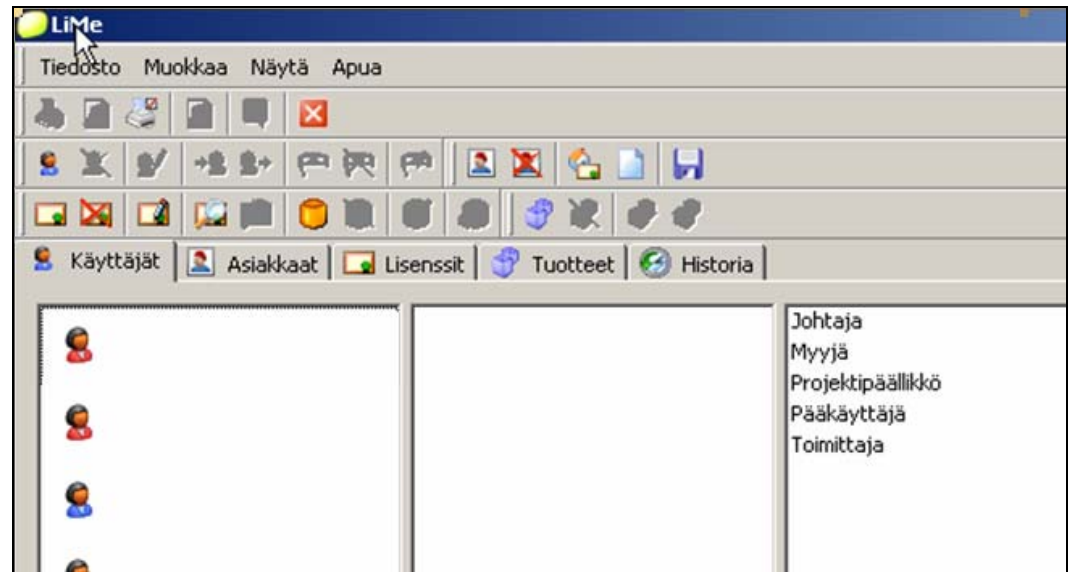 LiMe
Tiedosto Muokkaa Näytä Apua
Käyttäjät Asiakkaat Lisenssit Tuotteet Historia
Johtaja
Myyjä
Projektipäällikkö
Pääkäyttäjä
Toimittaja